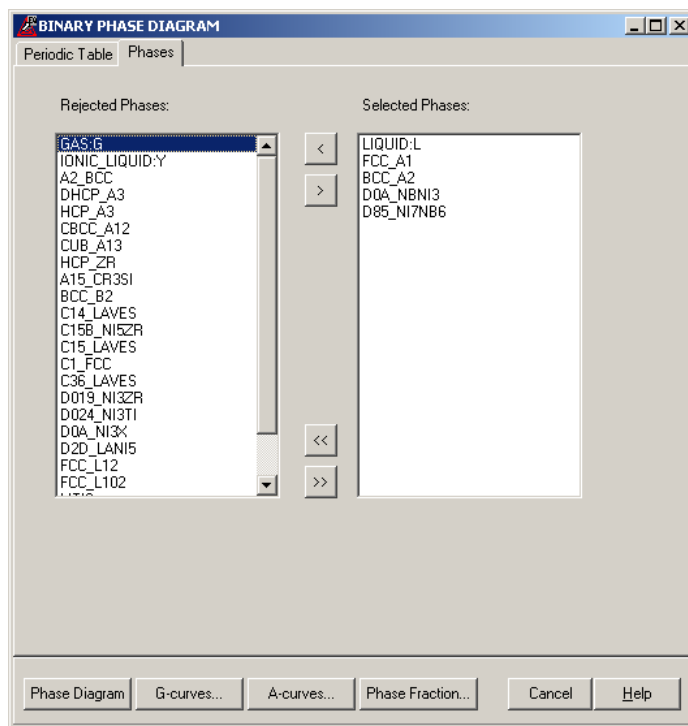 BINARY PHASE DIAGRAM
Periodic Table
Phases
Rejected Phases:
GAS:G
IONIC_LIQUID:Y
A2_BCC
DHCP_A3
HCP_A3
CBCC_A12
CUB_A13
HCP_ZR
A15_CR3SI
BCC_B2
C14_LAVES
C15B_NI5ZR
C15_LAVES
C1_FCC
C36_LAVES
D019_NI3ZR
D024_NI3TI
D0A_NI3X
D2D_LANI5
FCC_L12
FCC_L102
<
>
<<
>>
Selected Phases:
LIQUID:L
FCC_A1
BCC_A2
D0A_NBNI3
D85_NI7NB6
Phase Diagram
G-curves...
A-curves...
Phase Fraction...
Cancel
Help